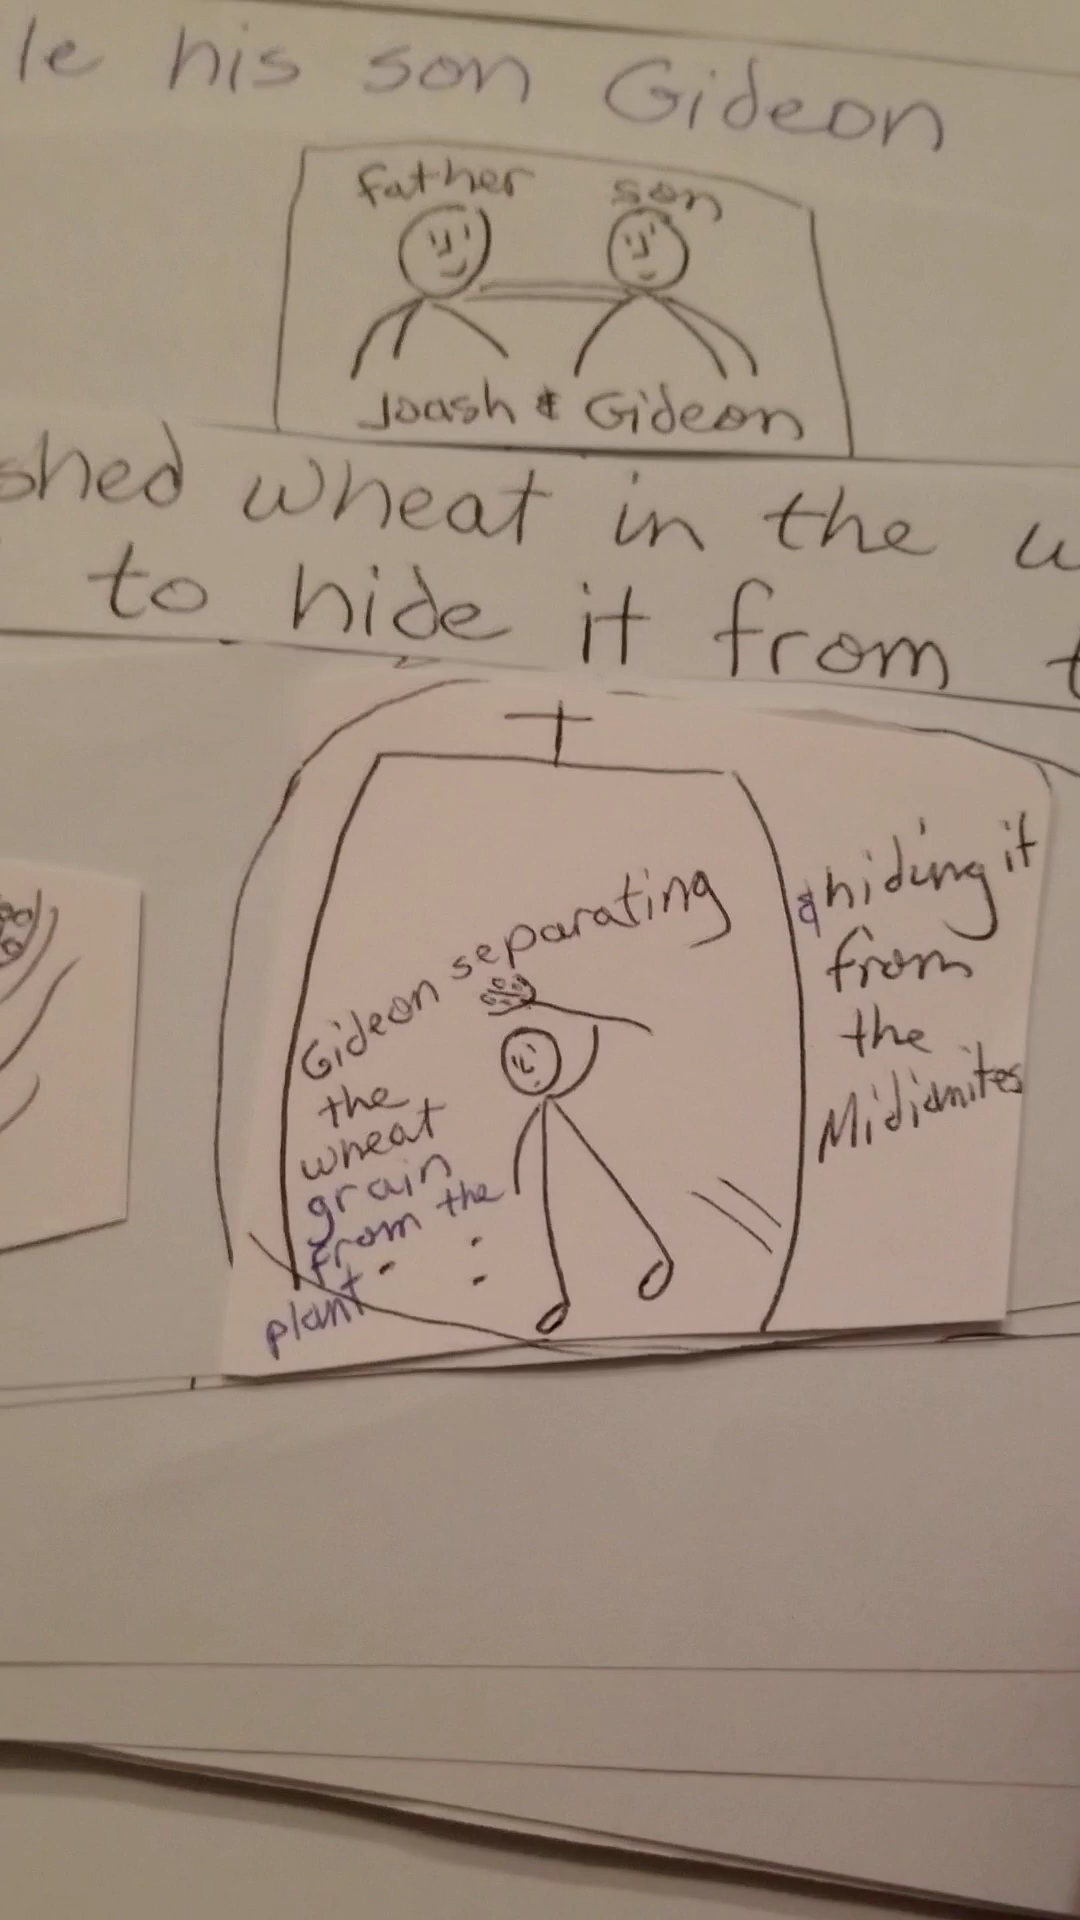 le his son Gideon
father son
Joash & Gideon
shed wheat in the w
to hide it from t
Gideon separating
the
wheat
grain
from the
plant
& hiding it
from
the
Midianites